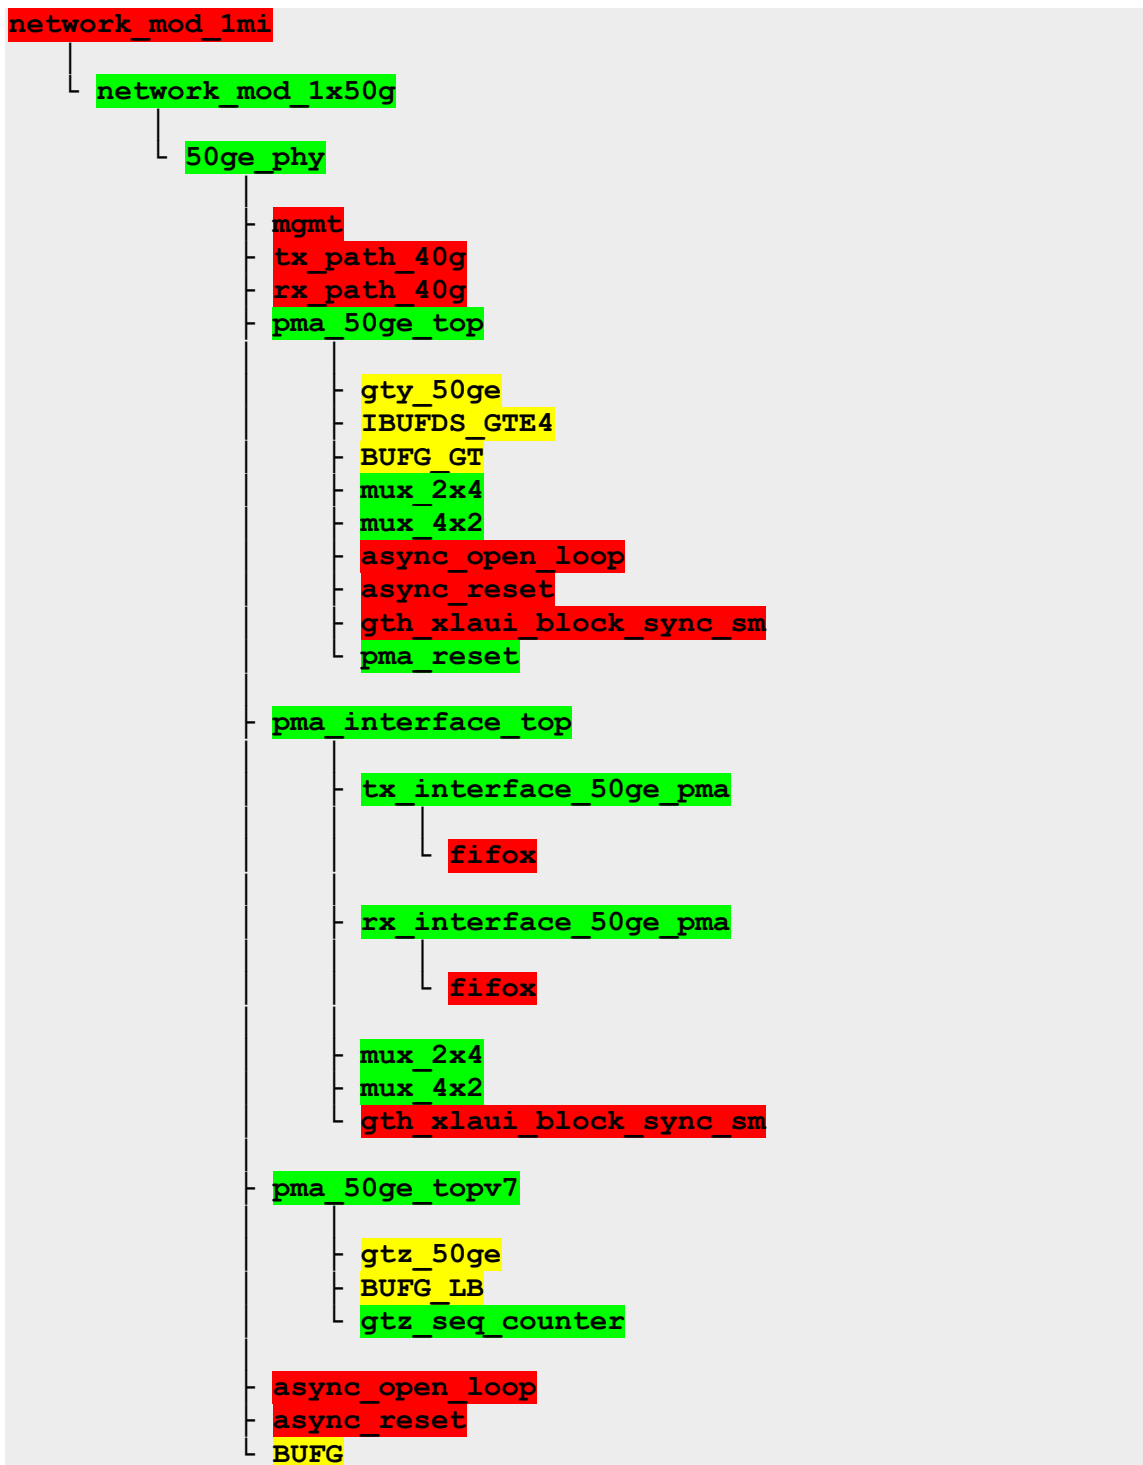 network_mod_1mi
network_mod_1x50g
50ge_phy
mgmt
tx_path_40g
rx_path_40g
pma_50ge_top
gty_50ge
IBUFDS_GTE4
BUFG_GT
mux_2x4
mux_4x2
async_open_loop
async_reset
gth_xlaui_block_sync_sm
pma_reset
pma_interface_top
tx_interface_50ge_pma
fifox
rx_interface_50ge_pma
fifox
mux_2x4
mux_4x2
gth_xlaui_block_sync_sm
pma_50ge_topv7
gtz_50ge
BUFG_LB
gtz_seq_counter
async_open_loop
async_reset
BUFG